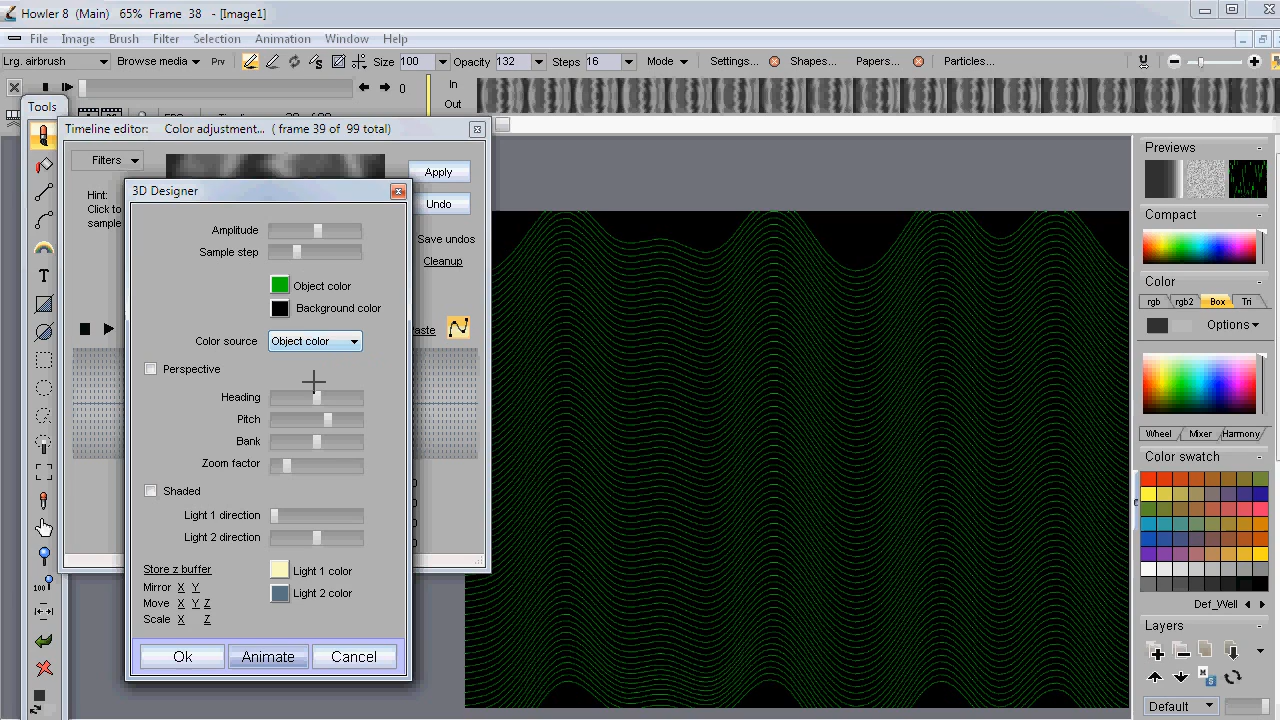 Howler 8 (Main) 65% Frame 38 - [Image1]
File Image Brush Filter Selection Animation Window Help
Lrg. airbrush Browse media Prv Size 100 Opacity 132 Steps 16 Mode Settings... Shapes... Papers... Particles...
0 In
Out
Tools
Timeline editor: Color adjustment... ( frame 39 of 99 total)
Filters
Hint:
Click to
sample
Apply
Undo
Save undos
Cleanup
3D Designer
Amplitude
Sample step
Object color
Background color
Color source Object color
Perspective
Heading
Pitch
Bank
Zoom factor
Shaded
Light 1 direction
Light 2 direction
Store z buffer
Light 1 color
Mirror X Y
Light 2 color
Move X Y Z
Scale X Z
Ok Animate Cancel
T
100
Previews
Compact
Color
rgb rgb2 Box Tri
Options
Wheel Mixer Harmony
Color swatch
Def_Well
Layers
Default